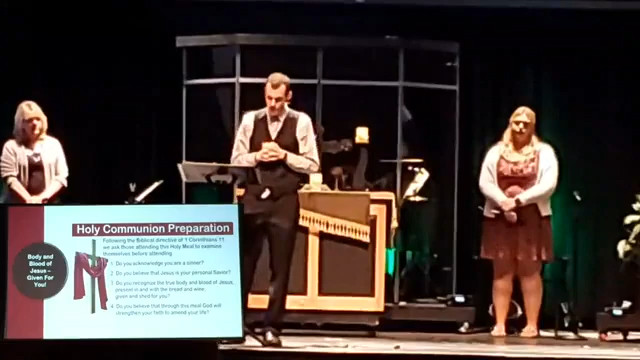 Holy Communion Preparation
Following the Biblical directive of 1 Corinthians 11,
we ask those attending this Holy Meal to examine
themselves before attending
1 Do you acknowledge you are a sinner?
2 Do you believe that Jesus is your personal Savior?
3 Do you recognize the true body and blood of Jesus,
present in and with the bread and wine,
given and shed for you?
4 Do you believe that through this meal God will
strengthen your faith to amend your life?
Body and
Blood of
Jesus –
Given For
You!